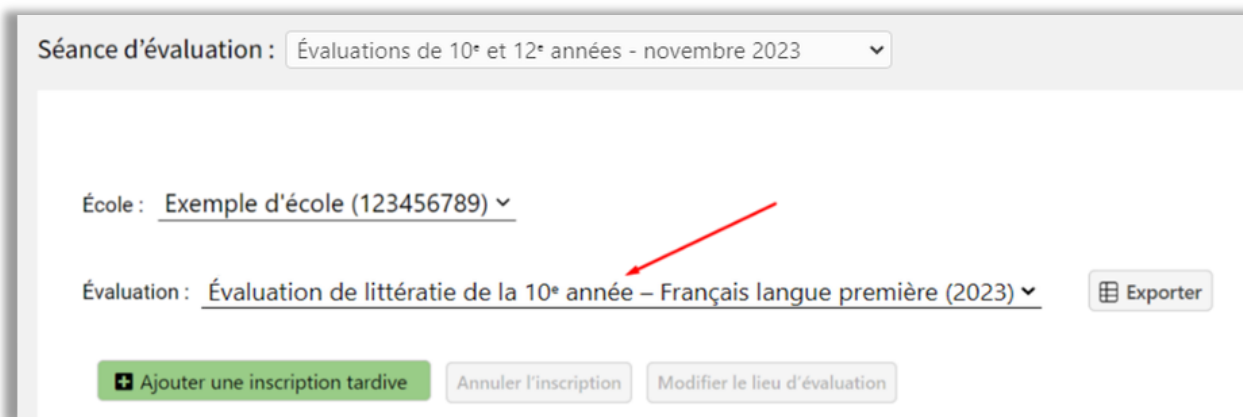 Séance d'évaluation : Évaluations de 10ᵉ et 12ᵉ années - novembre 2023
École : Exemple d'école (123456789)
Évaluation : Évaluation de littératie de la 10ᵉ année – Français langue première (2023) Exporter
Ajouter une inscription tardive Annuler l'inscription Modifier le lieu d'évaluation